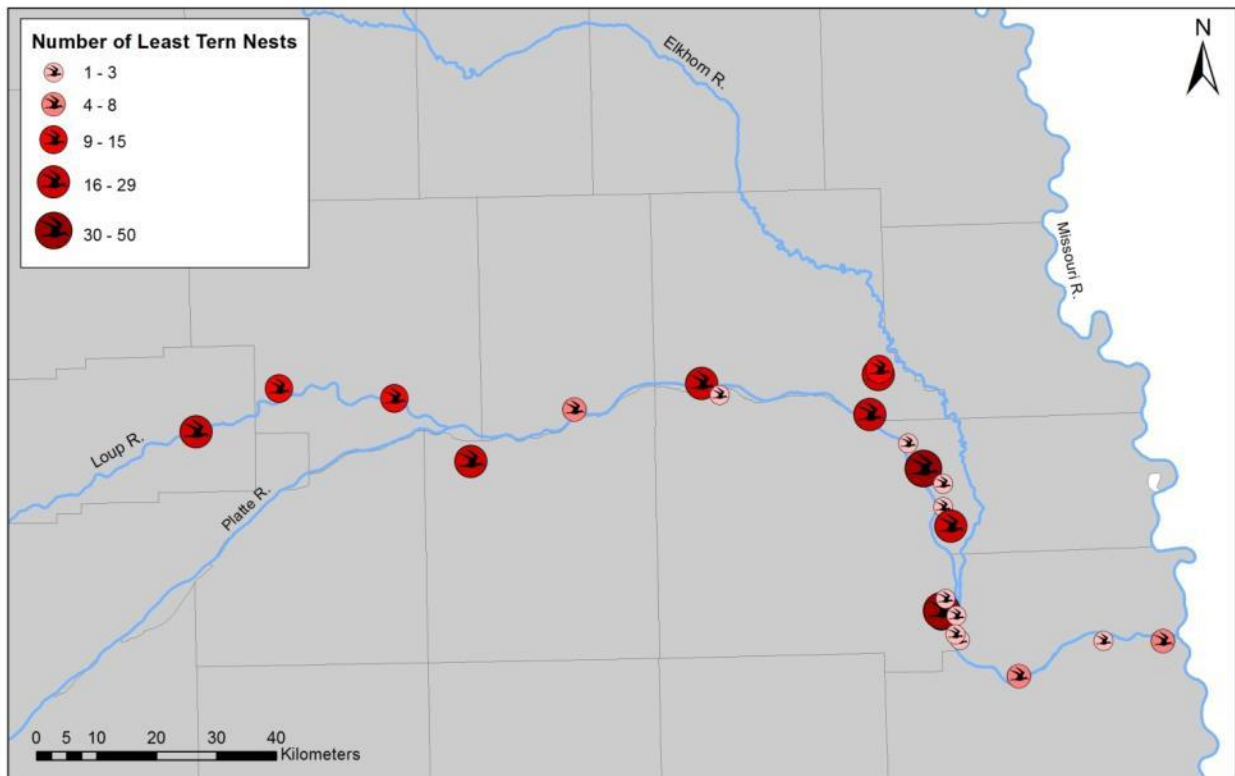 Number of Least Tern Nests
1 - 3
4 - 8
9 - 15
16 - 29
30 - 50
N
Elkhorn R.
Missouri R.
Loup R.
Platte R.
0 5 10 20 30 40
Kilometers